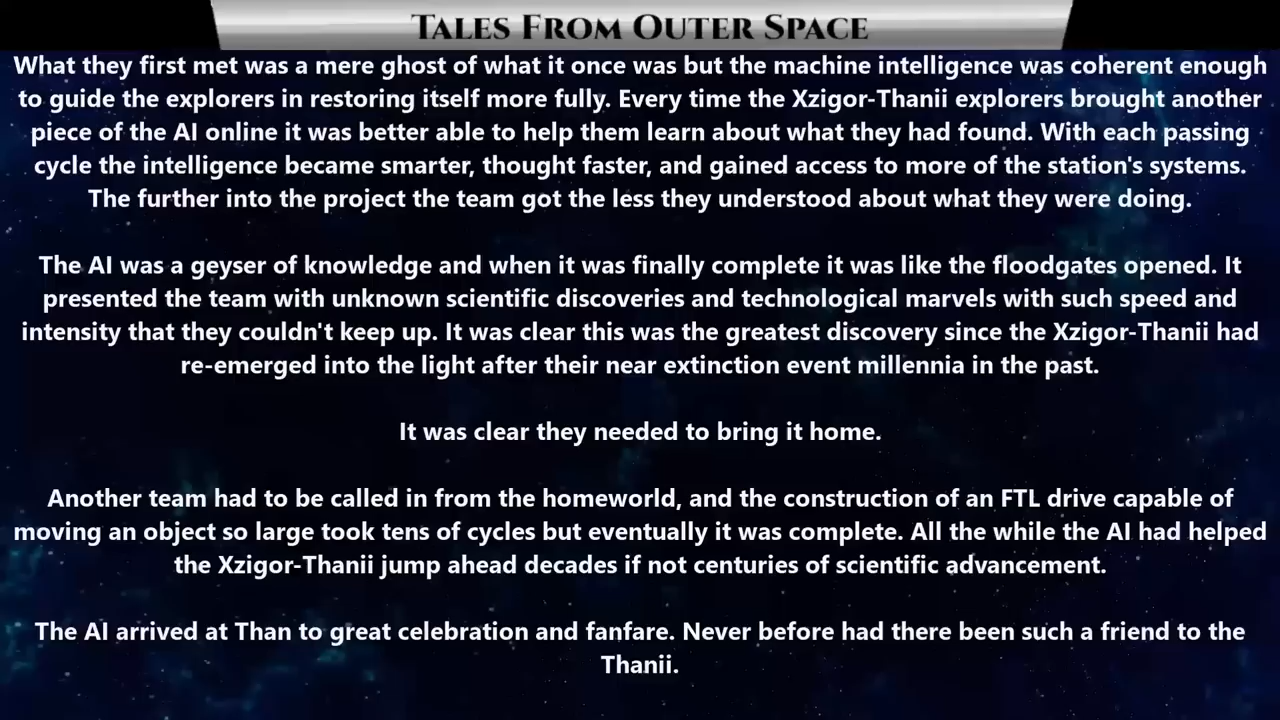 Tales From Outer Space
What they first met was a mere ghost of what it once was but the machine intelligence was coherent enough
to guide the explorers in restoring itself more fully. Every time the Xzigor-Thanii explorers brought another
piece of the AI online it was better able to help them learn about what they had found. With each passing
cycle the intelligence became smarter, thought faster, and gained access to more of the station's systems.
The further into the project the team got the less they understood about what they were doing.
The AI was a geyser of knowledge and when it was finally complete it was like the floodgates opened. It
presented the team with unknown scientific discoveries and technological marvels with such speed and
intensity that they couldn't keep up. It was clear this was the greatest discovery since the Xzigor-Thanii had
re-emerged into the light after their near extinction event millennia in the past.
It was clear they needed to bring it home.
Another team had to be called in from the homeworld, and the construction of an FTL drive capable of
moving an object so large took tens of cycles but eventually it was complete. All the while the AI had helped
the Xzigor-Thanii jump ahead decades if not centuries of scientific advancement.
The AI arrived at Than to great celebration and fanfare. Never before had there been such a friend to the
Thanii.